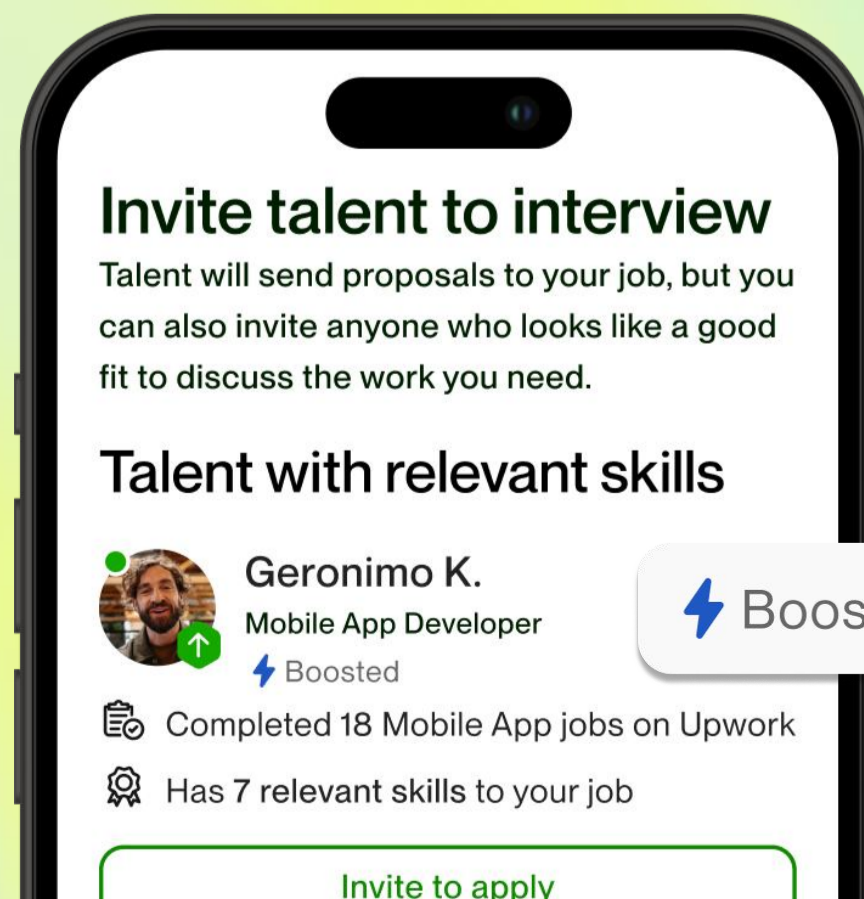 Invite talent to interview
Talent will send proposals to your job, but you
can also invite anyone who looks like a good
fit to discuss the work you need.
Talent with relevant skills
Geronimo K.
Mobile App Developer
Boosted
Boos
Completed 18 Mobile App jobs on Upwork
Has 7 relevant skills to your job
Invite to apply